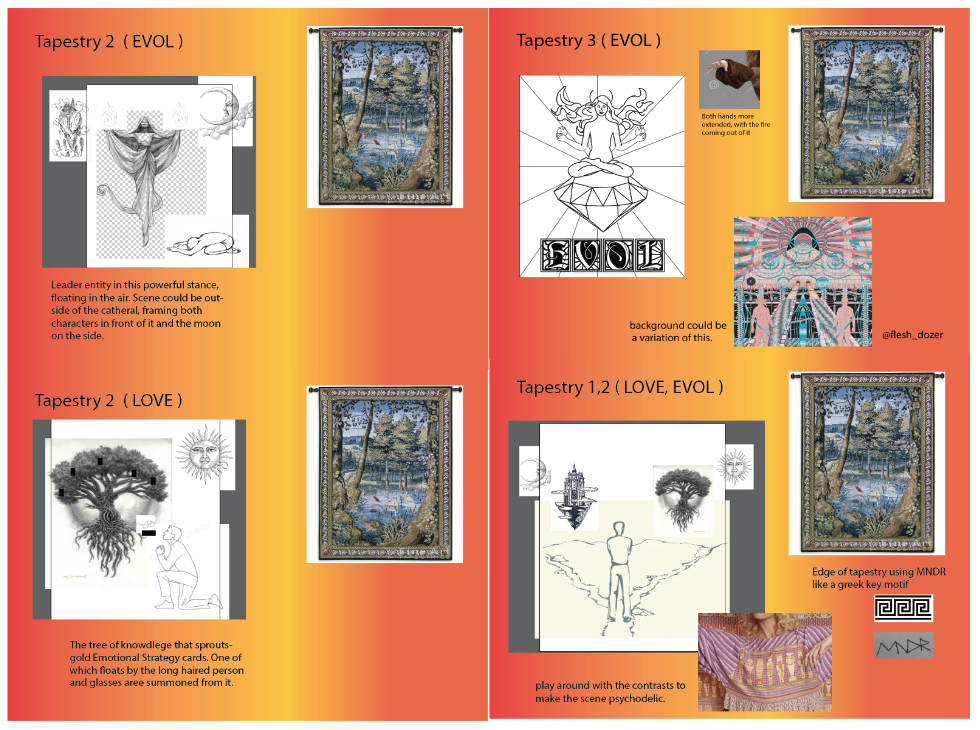 Tapestry 2 ( EVOL )
Leader entity in this powerful stance,
floating in the air. Scene could be out-
side of the catheral, framing both
characters in front of it and the moon
on the side.
Tapestry 3 ( EVOL )
Both hands more
extended, with the fire
coming out of it
EVOL
background could be
a variation of this.
@flesh_dozer
Tapestry 2 ( LOVE )
The tree of knowdlege that sprouts-
gold Emotional Strategy cards. One of
which floats by the long haired person
and glasses aree summoned from it.
Tapestry 1,2 ( LOVE, EVOL )
Edge of tapestry using MNDR
like a greek key motif
MNDR
play around with the contrasts to
make the scene psychodelic.